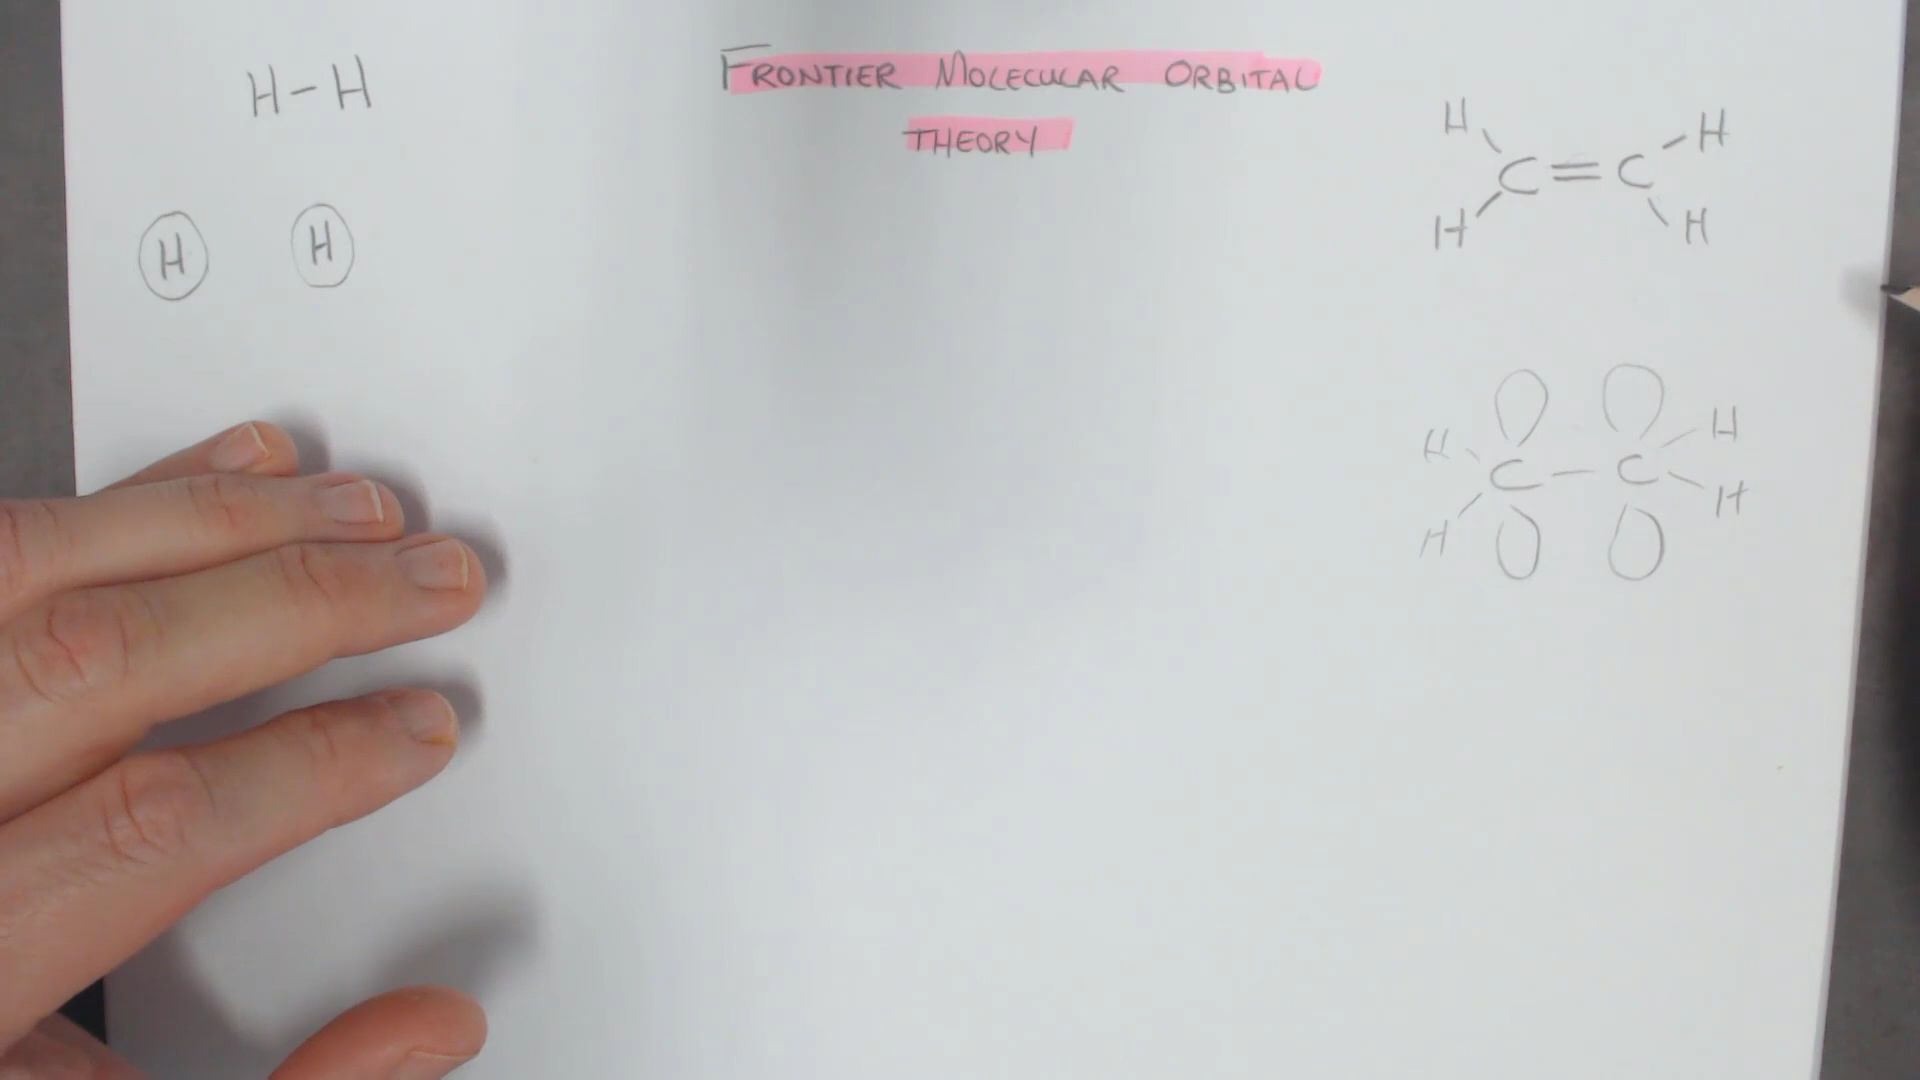 FRONTIER MOLECULAR ORBITAL
THEORY
H-H
H H
H H
C=C
H H
H H
C-C
H H